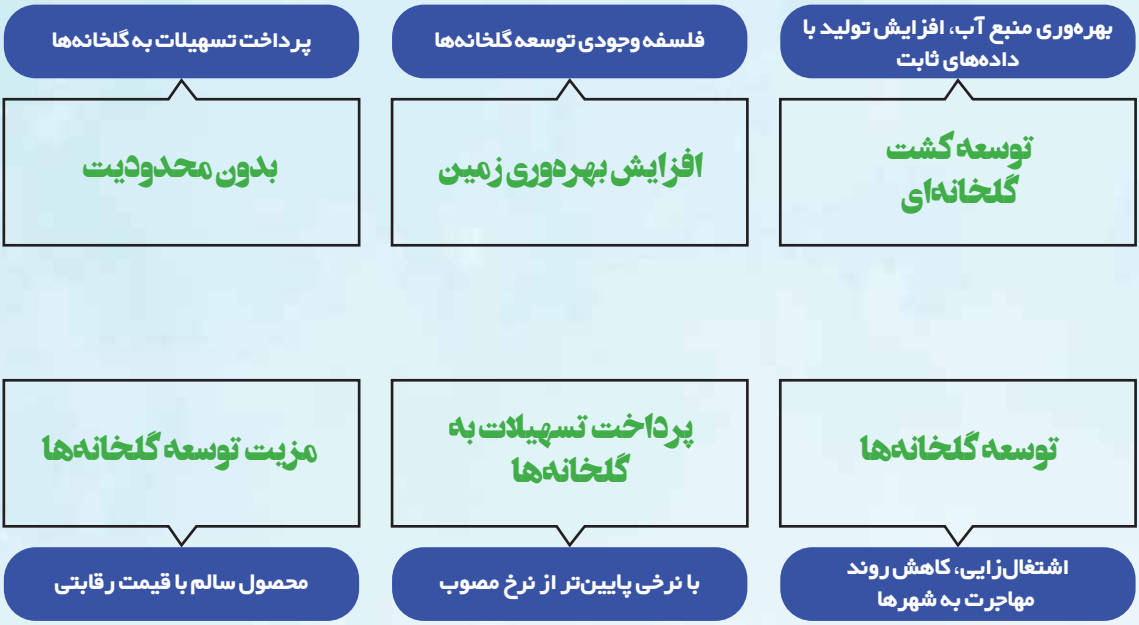 بهره‌وری منبع آب، افزایش تولید با
داده‌های ثابت
توسعه کشت
گلخانه‌ای
فلسفه وجودی توسعه گلخانه‌ها
افزایش بهره‌وری زمین
پرداخت تسهیلات به گلخانه‌ها
بدون محدودیت
توسعه گلخانه‌ها
اشتغال‌زایی، کاهش روند
مهاجرت به شهرها
پرداخت تسهیلات به
گلخانه‌ها
با نرخی پایین‌تر از نرخ مصوب
مزیت توسعه گلخانه‌ها
محصول سالم با قیمت رقابتی